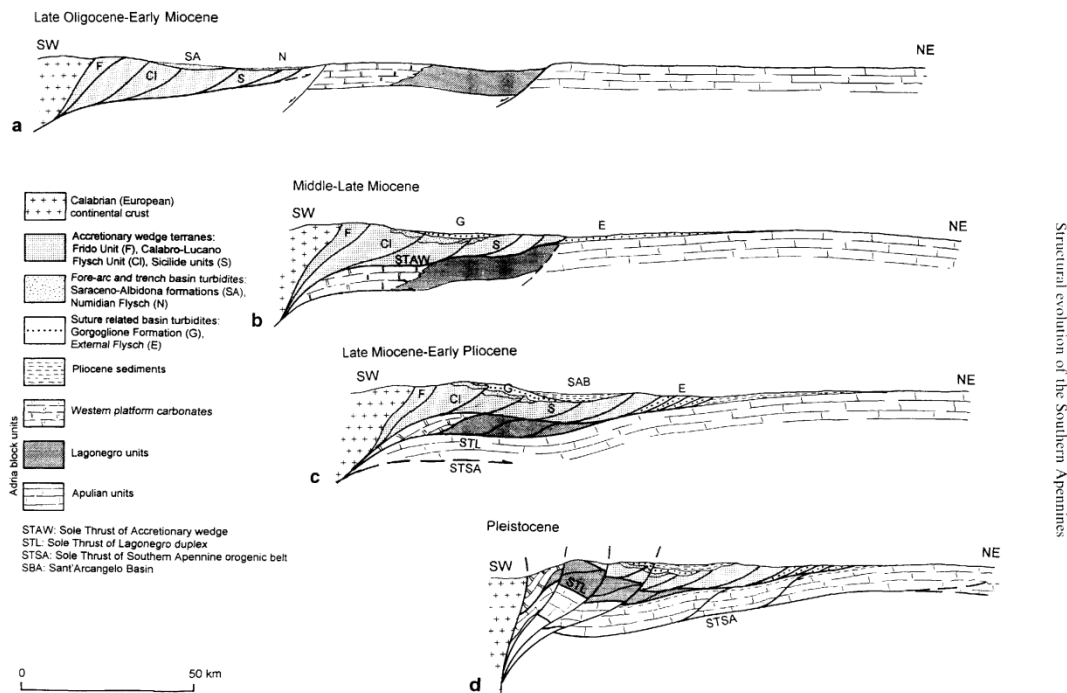 Late Oligocene-Early Miocene
SW
F
CI
SA
S
N
NE
a
Middle-Late Miocene
SW
F
CI
G
S
STAW
E
NE
b
Late Miocene-Early Pliocene
SW
F
CI
G
S
SAB
E
NE
STL
STSA
c
Pleistocene
SW
STL
NE
STSA
d
Calabrian (European)
continental crust
Accretionary wedge terranes:
Frido Unit (F), Calabro-Lucano
Flysch Unit (CI), Sicilide units (S)
Fore-arc and trench basin turbidites:
Saraceno-Albidona formations (SA),
Numidian Flysch (N)
Suture related basin turbidites:
Gorgoglione Formation (G),
External Flysch (E)
Pliocene sediments
Western platform carbonates
Lagonegro units
Apulian units
Adria block units
STAW: Sole Thrust of Accretionary wedge
STL: Sole Thrust of Lagonegro duplex
STSA: Sole Thrust of Southern Apennine orogenic belt
SBA: Sant'Arcangelo Basin
0 50 km
Structural evolution of the Southern Apennines